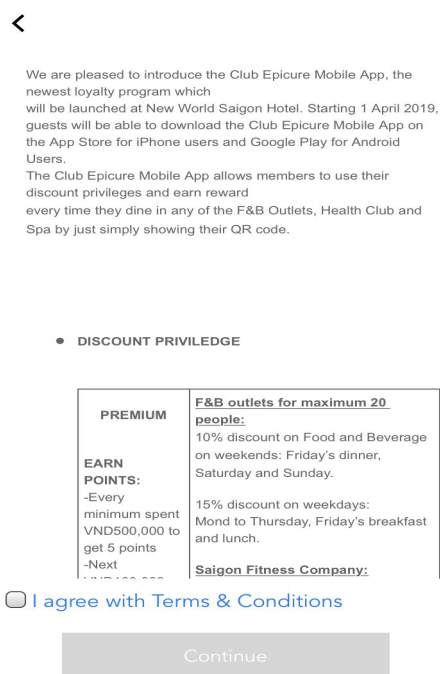 We are pleased to introduce the Club Epicure Mobile App, the
newest loyalty program which
will be launched at New World Saigon Hotel. Starting 1 April 2019,
guests will be able to download the Club Epicure Mobile App on
the App Store for iPhone users and Google Play for Android
Users.
The Club Epicure Mobile App allows members to use their
discount privileges and earn reward
every time they dine in any of the F&B Outlets, Health Club and
Spa by just simply showing their QR code.
● DISCOUNT PRIVILEDGE
PREMIUM
EARN
POINTS:
-Every
minimum spent
VND500,000 to
get 5 points
-Next
F&B outlets for maximum 20
people:
10% discount on Food and Beverage
on weekends: Friday's dinner,
Saturday and Sunday.
15% discount on weekdays:
Mond to Thursday, Friday's breakfast
and lunch.
Saigon Fitness Company:
I agree with Terms & Conditions
Continue